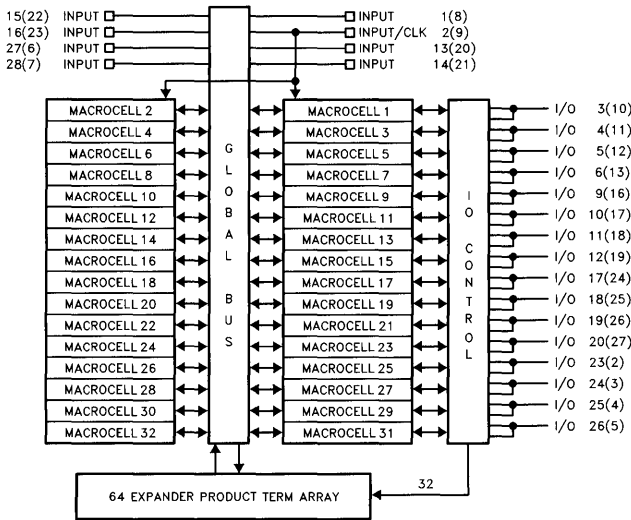 15(22) INPUT INPUT 1(8)
16(23) INPUT INPUT/CLK 2(9)
27(6) INPUT INPUT 13(20)
28(7) INPUT INPUT 14(21)
MACROCELL 2 MACROCELL 1 I/O 3(10)
MACROCELL 4 MACROCELL 3 I/O 4(11)
MACROCELL 6 MACROCELL 5 I/O 5(12)
MACROCELL 8 MACROCELL 7 I/O 6(13)
MACROCELL 10 MACROCELL 9 I/O 9(16)
MACROCELL 12 MACROCELL 11 I/O 10(17)
MACROCELL 14 MACROCELL 13 I/O 11(18)
MACROCELL 16 MACROCELL 15 I/O 12(19)
MACROCELL 18 MACROCELL 17 I/O 17(24)
MACROCELL 20 MACROCELL 19 I/O 18(25)
MACROCELL 22 MACROCELL 21 I/O 19(26)
MACROCELL 24 MACROCELL 23 I/O 20(27)
MACROCELL 26 MACROCELL 25 I/O 23(2)
MACROCELL 28 MACROCELL 27 I/O 24(3)
MACROCELL 30 MACROCELL 29 I/O 25(4)
MACROCELL 32 MACROCELL 31 I/O 26(5)
GLOBAL BUS
IO CONTROL
32
64 EXPANDER PRODUCT TERM ARRAY